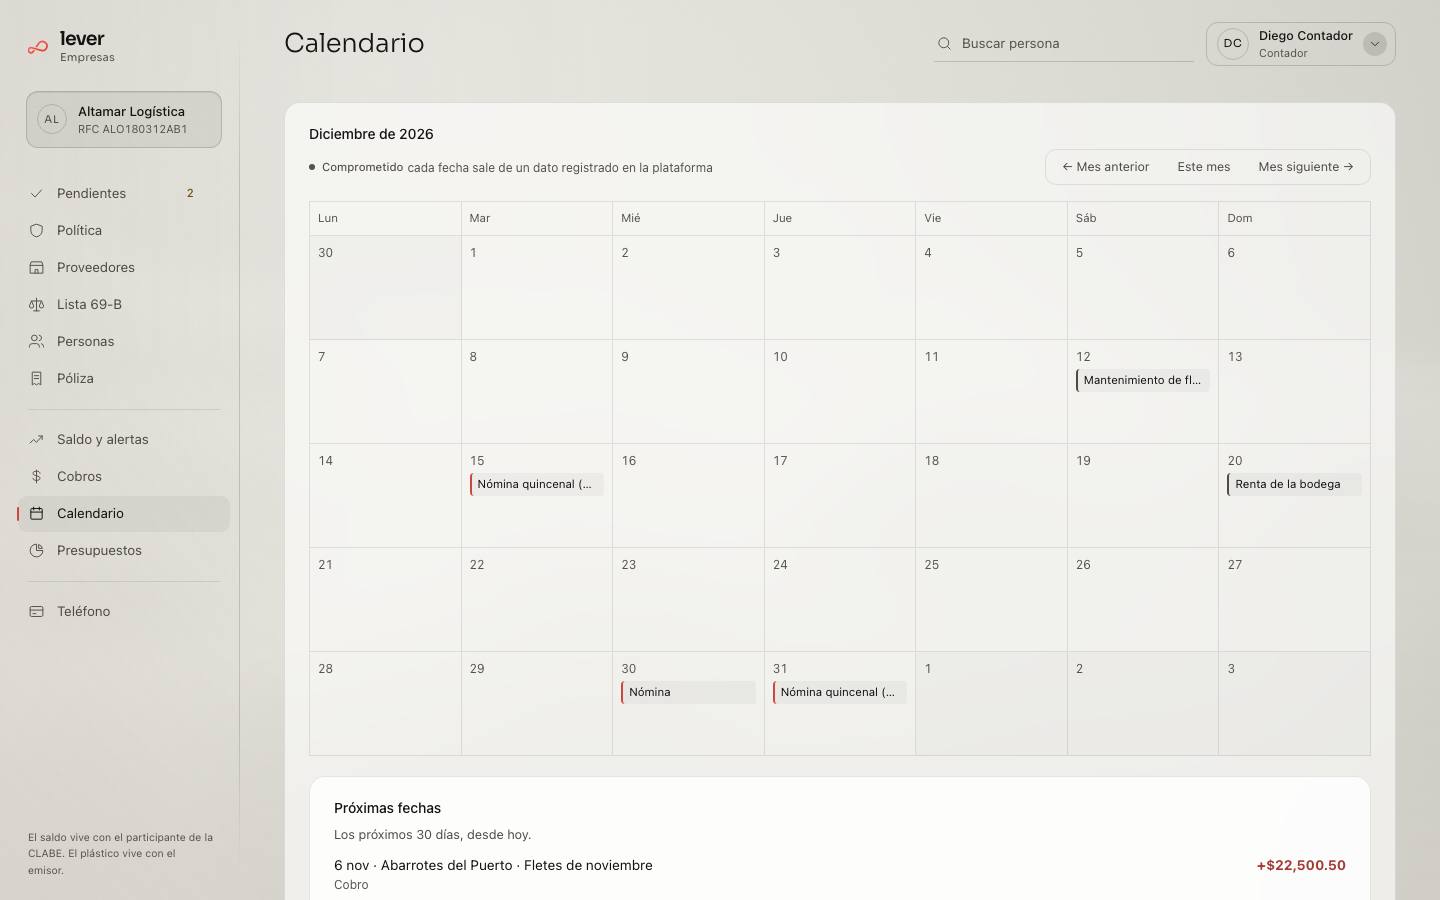 lever
Empresas
Calendario
Buscar persona
DC
Diego Contador
Contador
AL
Altamar Logística
RFC ALO180312AB1
Pendientes 2
Política
Proveedores
Lista 69-B
Personas
Póliza
Saldo y alertas
Cobros
Calendario
Presupuestos
Teléfono
El saldo vive con el participante de la
CLABE. El plástico vive con el
emisor.
Diciembre de 2026
Comprometido cada fecha sale de un dato registrado en la plataforma
← Mes anterior Este mes Mes siguiente →
Lun Mar Mié Jue Vie Sáb Dom
30 1 2 3 4 5 6
7 8 9 10 11 12 13
Mantenimiento de fl...
14 15 16 17 18 19 20
Nómina quincenal (... Renta de la bodega
21 22 23 24 25 26 27
28 29 30 31 1 2 3
Nómina Nómina quincenal (...
Próximas fechas
Los próximos 30 días, desde hoy.
6 nov · Abarrotes del Puerto · Fletes de noviembre +$22,500.50
Cobro